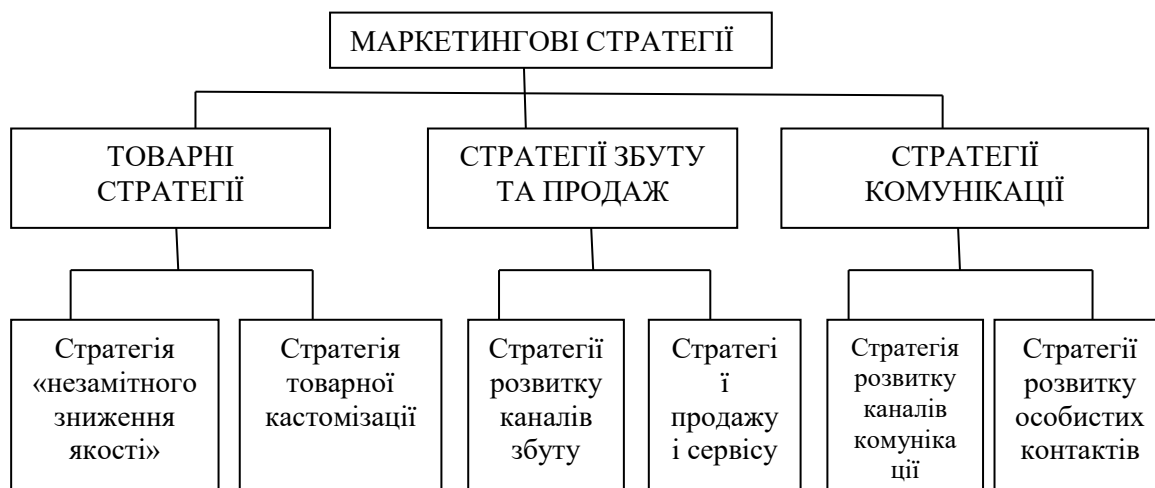 МАРКЕТИНГОВІ СТРАТЕГІЇ
ТОВАРНІ
СТРАТЕГІЇ
СТРАТЕГІЇ ЗБУТУ
ТА ПРОДАЖ
СТРАТЕГІЇ
КОМУНІКАЦІЇ
Стратегія
«незамітного
зниження
якості»
Стратегія
товарної
кастомізації
Стратегії
розвитку
каналів
збуту
Стратегі
ї
продажу
і сервісу
Стратегія
розвитку
каналів
комуніка
ції
Стратегії
розвитку
особистих
контактів